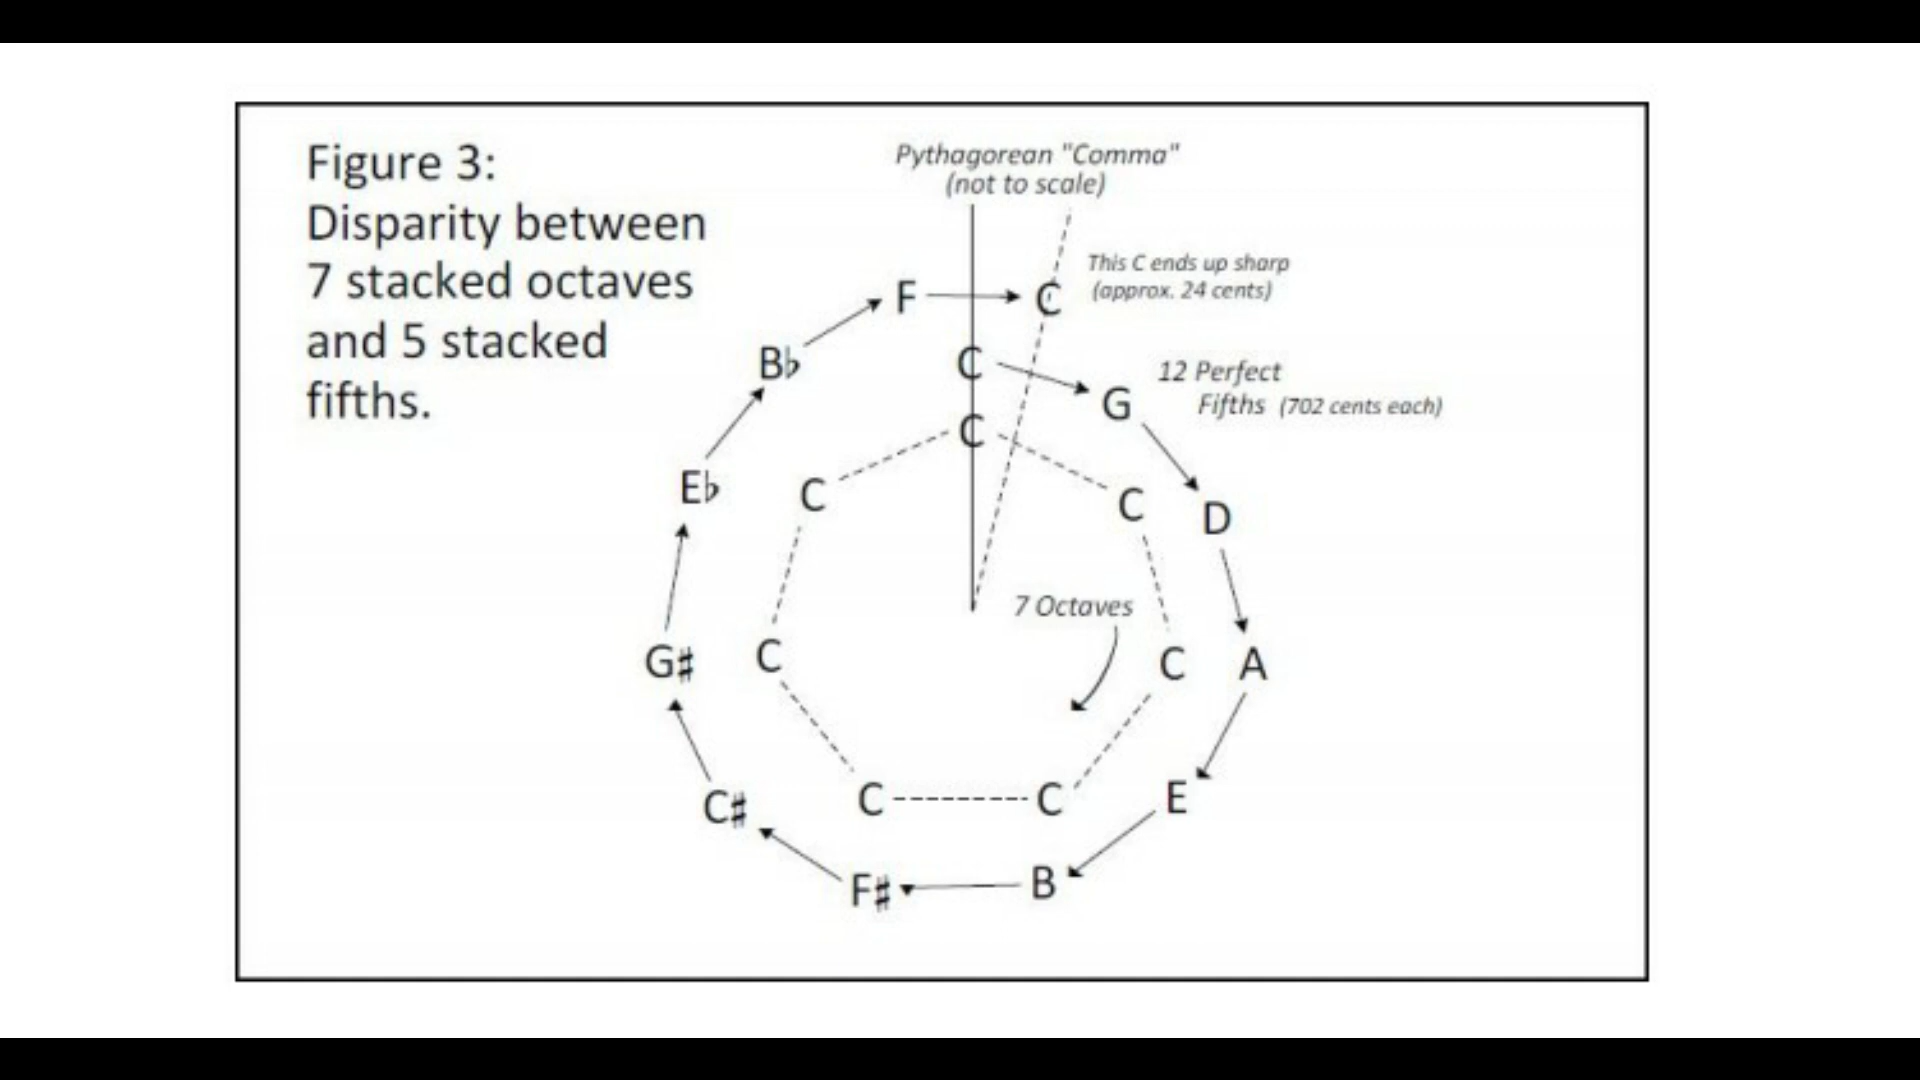 Figure 3:
Disparity between
7 stacked octaves
and 5 stacked
fifths.
Pythagorean "Comma"
(not to scale)
This C ends up sharp
(approx. 24 cents)
F
C
B♭
C
G
12 Perfect
Fifths (702 cents each)
C
E♭
C
C
D
7 Octaves
G♯
C
C
A
C♯
C
C
E
F♯
B